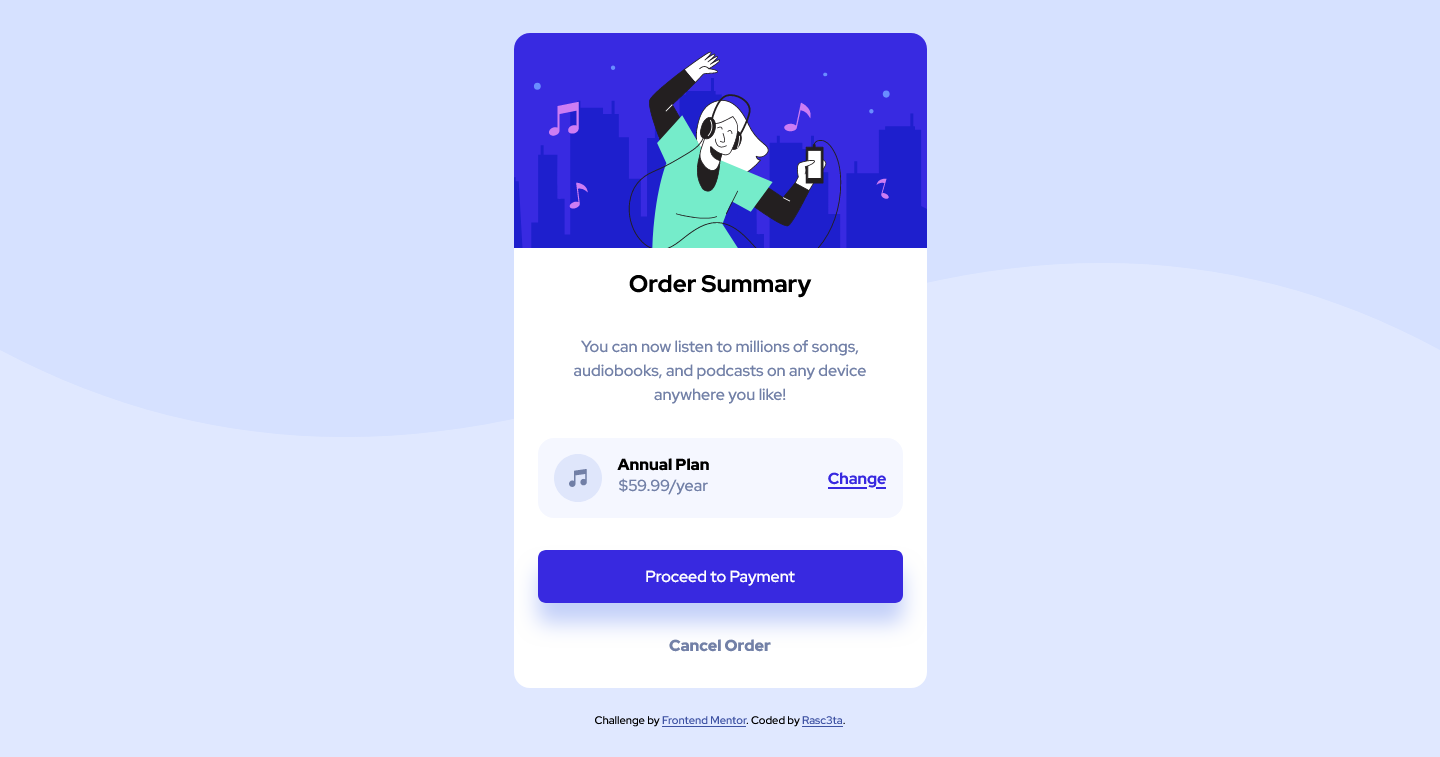 Order Summary
You can now listen to millions of songs,
audiobooks, and podcasts on any device
anywhere you like!
Annual Plan
$59.99/year
Change
Proceed to Payment
Cancel Order
Challenge by Frontend Mentor. Coded by Rasc3ta.